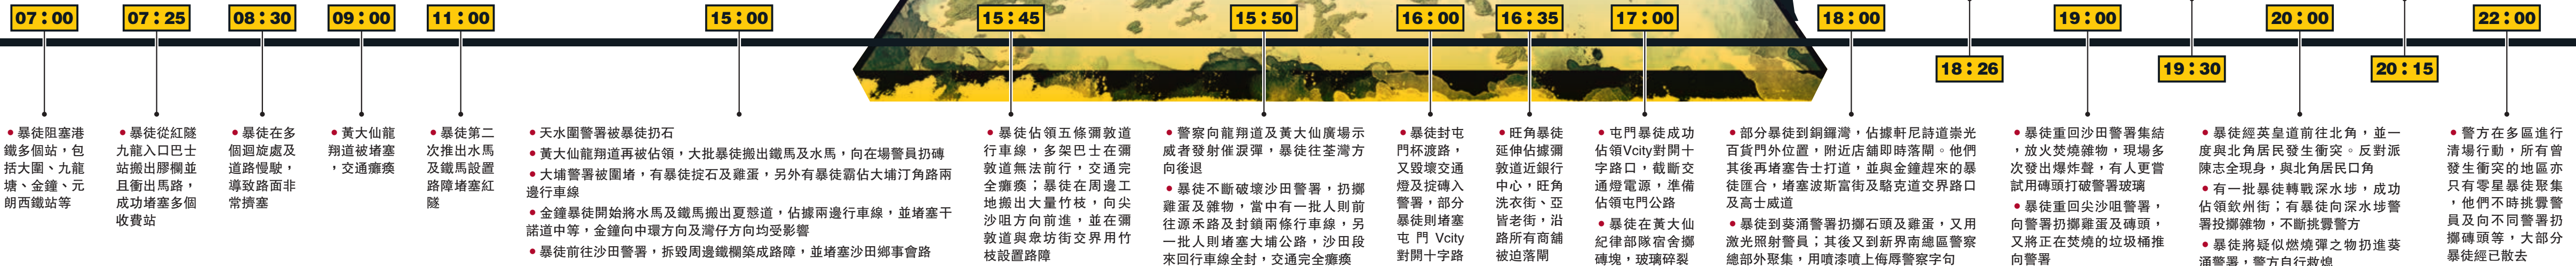 07：00
07：25
08：30
09：00
11：00
15：00
15：45
15：50
16：00
16：35
17：00
18：00
18：26
19：00
19：30
20：00
20：15
22：00
●暴徒阻塞港
鐵多個站，包
括大圍、九龍
塘、金鐘、元
朗西鐵站等
●暴徒從紅隧
九龍入口巴士
站搬出膠欄並
且衝出馬路，
成功堵塞多個
收費站
●暴徒在多
個迴旋處及
道路慢駛，
導致路面非
常擠塞
●黃大仙龍
翔道被堵塞
，交通癱瘓
●暴徒第二
次推出水馬
及鐵馬設置
路障堵塞紅
隧
●天水圍警署被暴徒扔石
●黃大仙龍翔道再被佔領，大批暴徒搬出鐵馬及水馬，向在場警員扔磚
●大埔警署被圍堵，有暴徒掟石及雞蛋，另外有暴徒霸佔大埔汀角路兩
邊行車線
●金鐘暴徒開始將水馬及鐵馬搬出夏慤道，佔據兩邊行車線，並堵塞干
諾道中等，金鐘向中環方向及灣仔方向均受影響
●暴徒前往沙田警署，拆毀周邊鐵欄築成路障，並堵塞沙田鄉事會路
●暴徒佔領五條彌敦道
行車線，多架巴士在彌
敦道無法前行，交通完
全癱瘓；暴徒在周邊工
地搬出大量竹枝，向尖
沙咀方向前進，並在彌
敦道與眾坊街交界用竹
枝設置路障
●警察向龍翔道及黃大仙廣場示
威者發射催淚彈，暴徒往荃灣方
向後退
●暴徒不斷破壞沙田警署，扔擲
雞蛋及雜物，當中有一批人則前
往源禾路及封鎖兩條行車線，另
一批人則堵塞大埔公路，沙田段
來回行車線全封，交通完全癱瘓
●暴徒封屯
門杯渡路，
又毀壞交通
燈及掟磚入
警署，部分
暴徒則堵塞
屯門Vcity
對開十字路
●旺角暴徒
延伸佔據彌
敦道近銀行
中心，旺角
洗衣街、亞
皆老街，沿
路所有商舖
被迫落閘
●屯門暴徒成功
佔領Vcity對開十
字路口，截斷交
通燈電源，準備
佔領屯門公路
●暴徒在黃大仙
紀律部隊宿舍擲
磚塊，玻璃碎裂
●部分暴徒到銅鑼灣，佔據軒尼詩道崇光
百貨門外位置，附近店舖即時落閘。他們
其後再堵塞告士打道，並與金鐘趕來的暴
徒匯合，堵塞波斯富街及駱克道交界路口
及高士威道
●暴徒到葵涌警署扔擲石頭及雞蛋，又用
激光照射警員；其後又到新界南總區警察
總部外聚集，用噴漆噴上侮辱警察字句
●暴徒重回沙田警署集結
，放火焚燒雜物，現場多
次發出爆炸聲，有人更嘗
試用磚頭打破警署玻璃
●暴徒重回尖沙咀警署，
向警署扔擲雞蛋及磚頭，
又將正在焚燒的垃圾桶推
向警署
●暴徒經英皇道前往北角，並一
度與北角居民發生衝突。反對派
陳志全現身，與北角居民口角
●有一批暴徒轉戰深水埗，成功
佔領欽州街；有暴徒向深水埗警
署投擲雜物，不斷挑釁警方
●暴徒將疑似燃燒彈之物扔進葵
涌警署，警方自行救熄
●警方在多區進行
清場行動，所有曾
發生衝突的地區亦
只有零星暴徒聚集
，他們不時挑釁警
員及向不同警署扔
擲磚頭等，大部分
暴徒經已散去